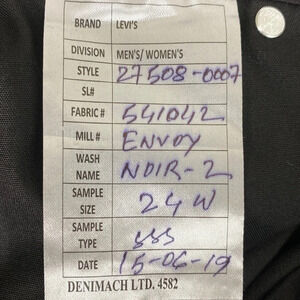 BRAND LEVI'S
DIVISION MEN'S/ WOMEN'S
STYLE 27508-0007
SL#
FABRIC # 541042
MILL # ENVOY
WASH NAME NOIR-2
SAMPLE SIZE 24 W
SAMPLE TYPE SSS
DATE 15-06-19
DENIMACH LTD. 4582